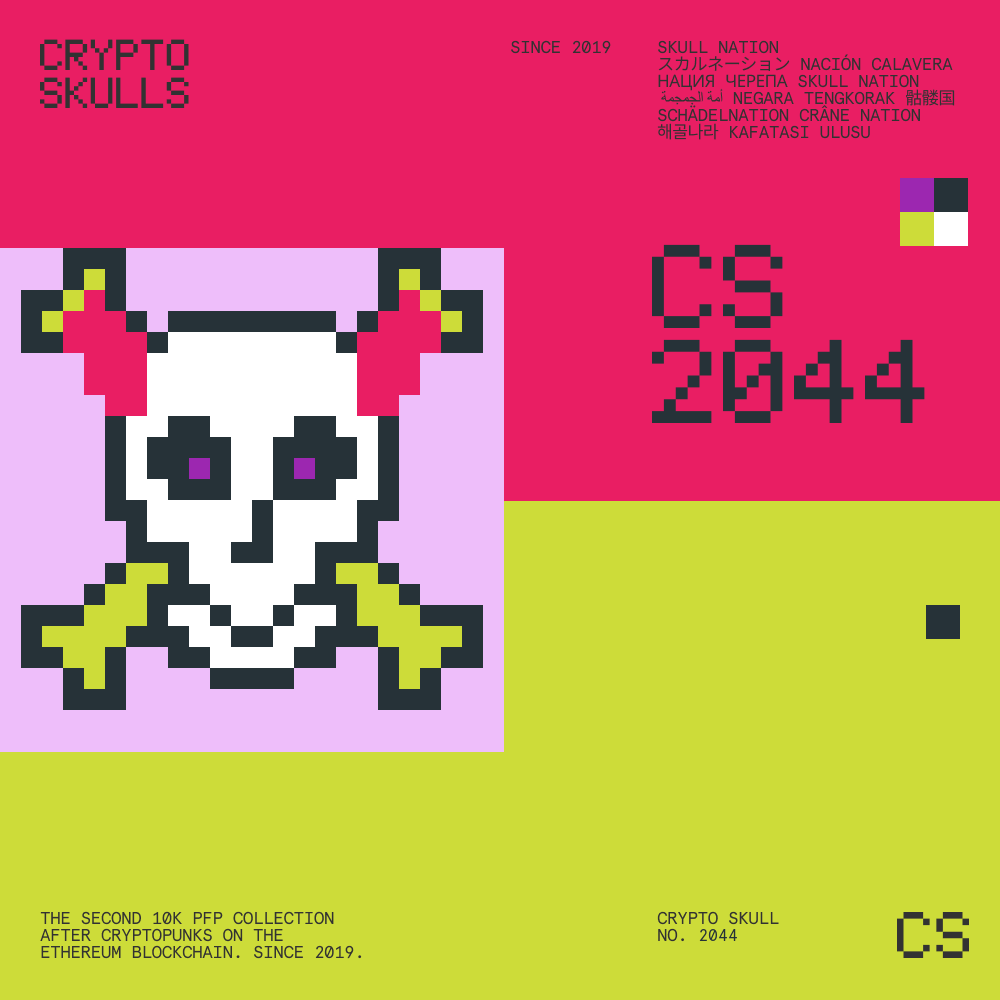 CRYPTO
SKULLS
SINCE 2019
SKULL NATION
スカルネーション NACIÓN CALAVERA
НАЦИЯ ЧЕРЕПА SKULL NATION
أمة الجمجمة NEGARA TENGKORAK 骷髅国
SCHÄDELNATION CRÂNE NATION
해골나라 KAFATASI ULUSU
CS
2044
THE SECOND 10K PFP COLLECTION
AFTER CRYPTOPUNKS ON THE
ETHEREUM BLOCKCHAIN. SINCE 2019.
CRYPTO SKULL
NO. 2044
CS